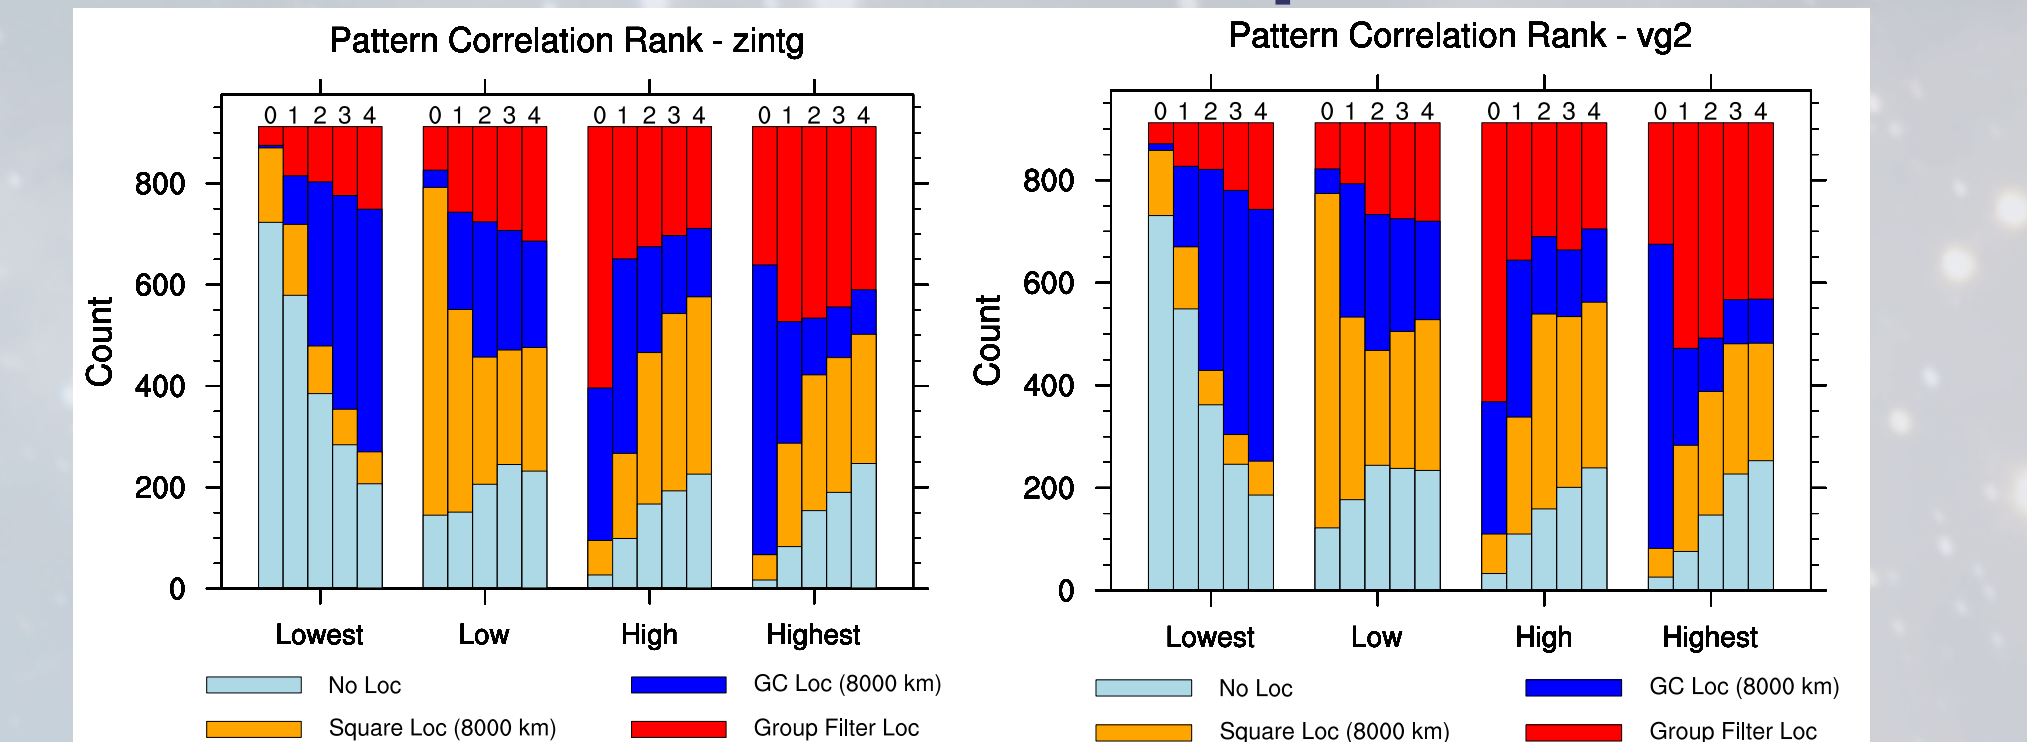 Pattern Correlation Rank - zintg
0 1 2 3 4 0 1 2 3 4 0 1 2 3 4 0 1 2 3 4
800
600
400
200
0
Count
Lowest Low High Highest
No Loc GC Loc (8000 km)
Square Loc (8000 km) Group Filter Loc
Pattern Correlation Rank - vg2
0 1 2 3 4 0 1 2 3 4 0 1 2 3 4 0 1 2 3 4
800
600
400
200
0
Count
Lowest Low High Highest
No Loc GC Loc (8000 km)
Square Loc (8000 km) Group Filter Loc